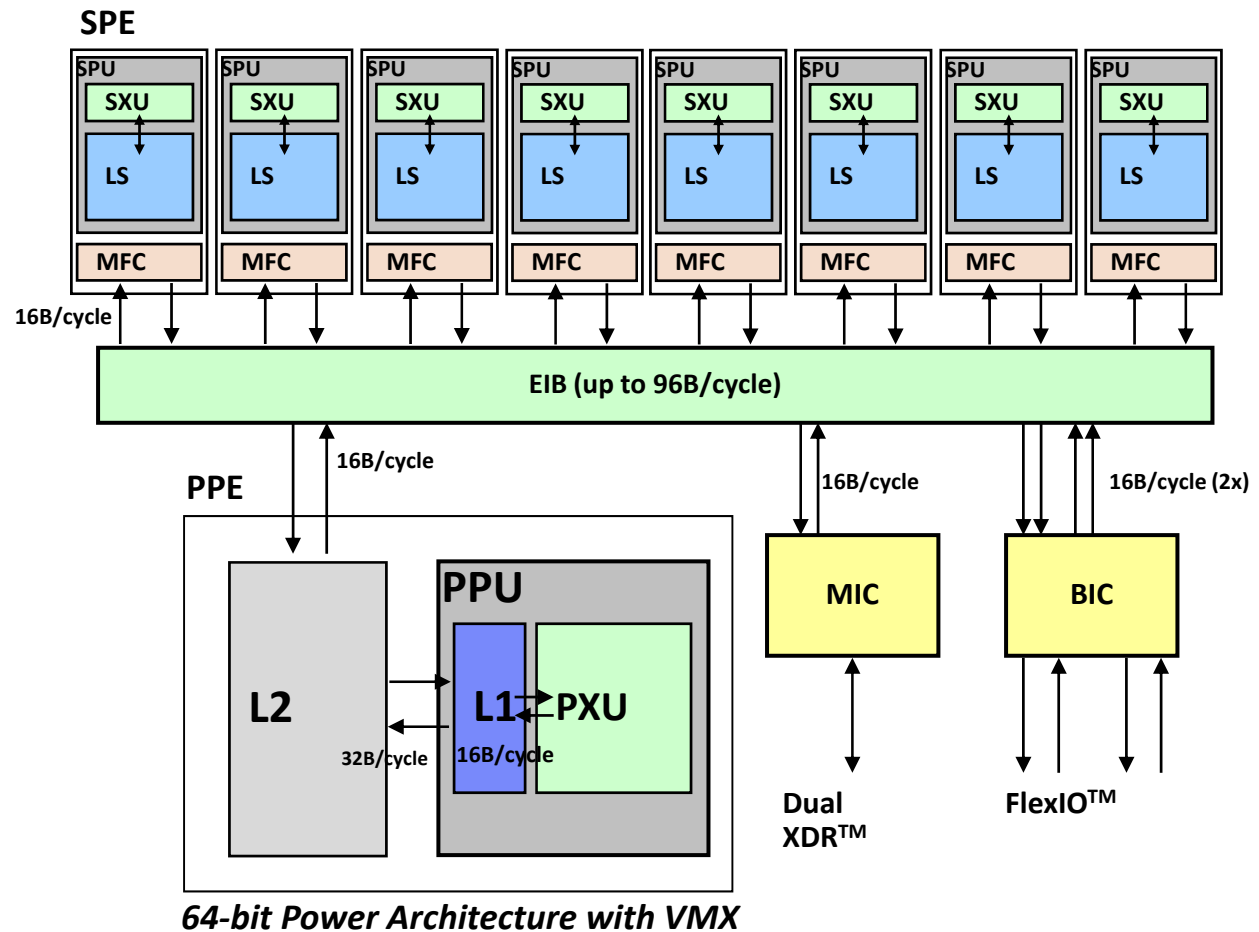 SPE
SPU SPU SPU SPU SPU SPU SPU SPU
SXU SXU SXU SXU SXU SXU SXU SXU
LS LS LS LS LS LS LS LS
MFC MFC MFC MFC MFC MFC MFC MFC
16B/cycle
EIB (up to 96B/cycle)
16B/cycle 16B/cycle 16B/cycle (2x)
PPE
PPU
MIC BIC
L2 L1 PXU
32B/cycle 16B/cycle
Dual
XDR™
FlexIO™
64-bit Power Architecture with VMX